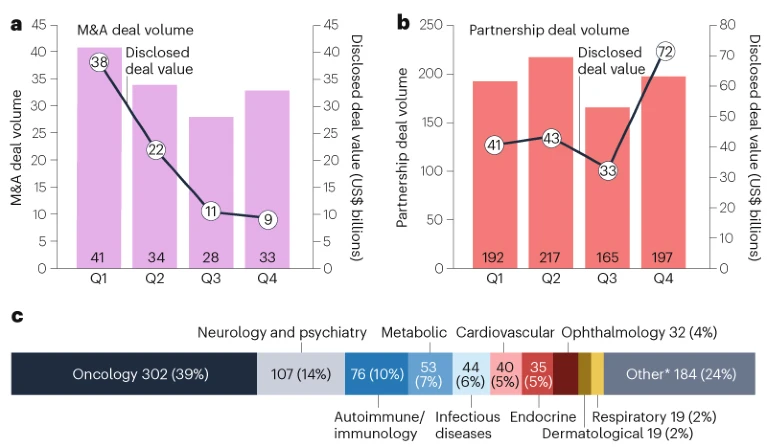 a
M&A deal volume
Disclosed
deal value
M&A deal volume
45
40
35
30
25
20
15
10
5
0
38
22
11
9
41
34
28
33
Q1
Q2
Q3
Q4
45
40
35
30
25
20
15
10
5
0
Disclosed deal value (US$ billions)
b
Partnership deal volume
Disclosed
deal value
Partnership deal volume
250
200
150
100
50
0
41
43
33
72
192
217
165
197
Q1
Q2
Q3
Q4
80
70
60
50
40
30
20
10
0
Disclosed deal value (US$ billions)
c
Neurology and psychiatry
Metabolic
Cardiovascular
Ophthalmology 32 (4%)
Oncology 302 (39%)
107 (14%)
76 (10%)
53
(7%)
44
(6%)
40
(5%)
35
(5%)
Other* 184 (24%)
Autoimmune/
immunology
Infectious
diseases
Endocrine
Respiratory 19 (2%)
Dermatological 19 (2%)